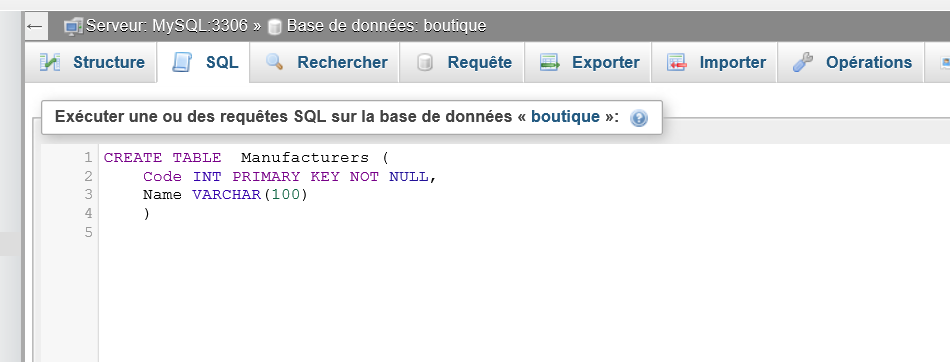 ← Serveur: MySQL:3306 » Base de données: boutique
Structure SQL Rechercher Requête Exporter Importer Opérations
Exécuter une ou des requêtes SQL sur la base de données « boutique »:
1 CREATE TABLE  Manufacturers (
2     Code INT PRIMARY KEY NOT NULL,
3     Name VARCHAR(100)
4     )
5